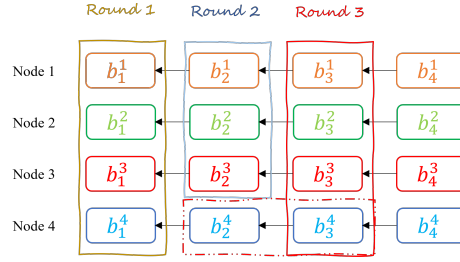 Round 1 Round 2 Round 3
Node 1 b₁¹ b₂¹ b₃¹ b₄¹
Node 2 b₁² b₂² b₃² b₄²
Node 3 b₁³ b₂³ b₃³ b₄³
Node 4 b₁⁴ b₂⁴ b₃⁴ b₄⁴